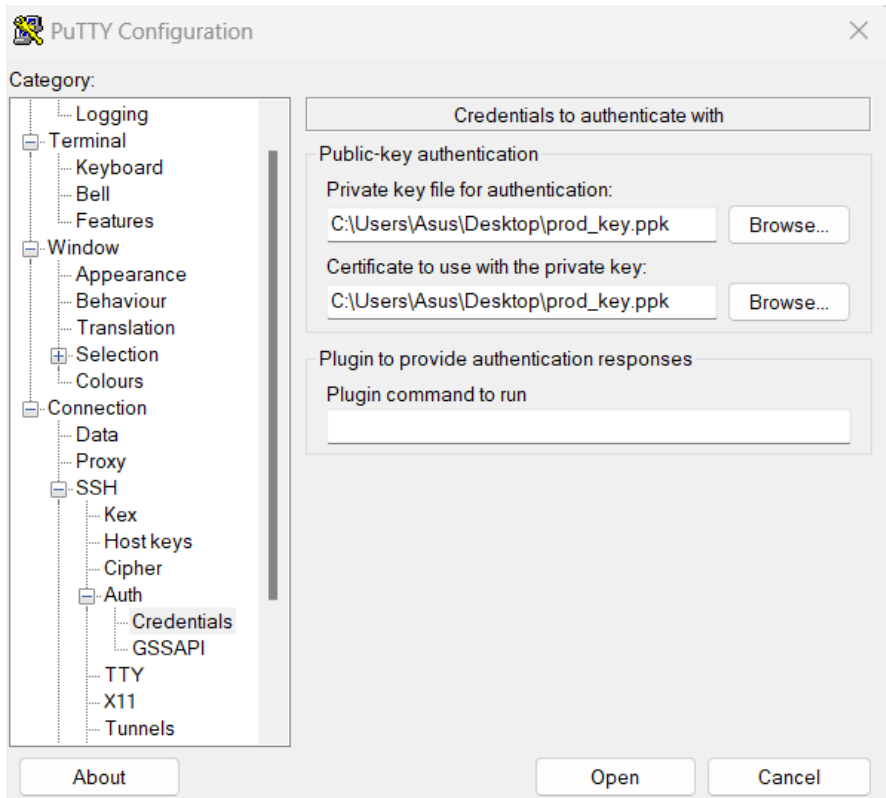 PuTTY Configuration
Category:
Logging
Terminal
Keyboard
Bell
Features
Window
Appearance
Behaviour
Translation
Selection
Colours
Connection
Data
Proxy
SSH
Kex
Host keys
Cipher
Auth
Credentials
GSSAPI
TTY
X11
Tunnels
Credentials to authenticate with
Public-key authentication
Private key file for authentication:
C:\Users\Asus\Desktop\prod_key.ppk
Browse...
Certificate to use with the private key:
C:\Users\Asus\Desktop\prod_key.ppk
Browse...
Plugin to provide authentication responses
Plugin command to run
About
Open
Cancel